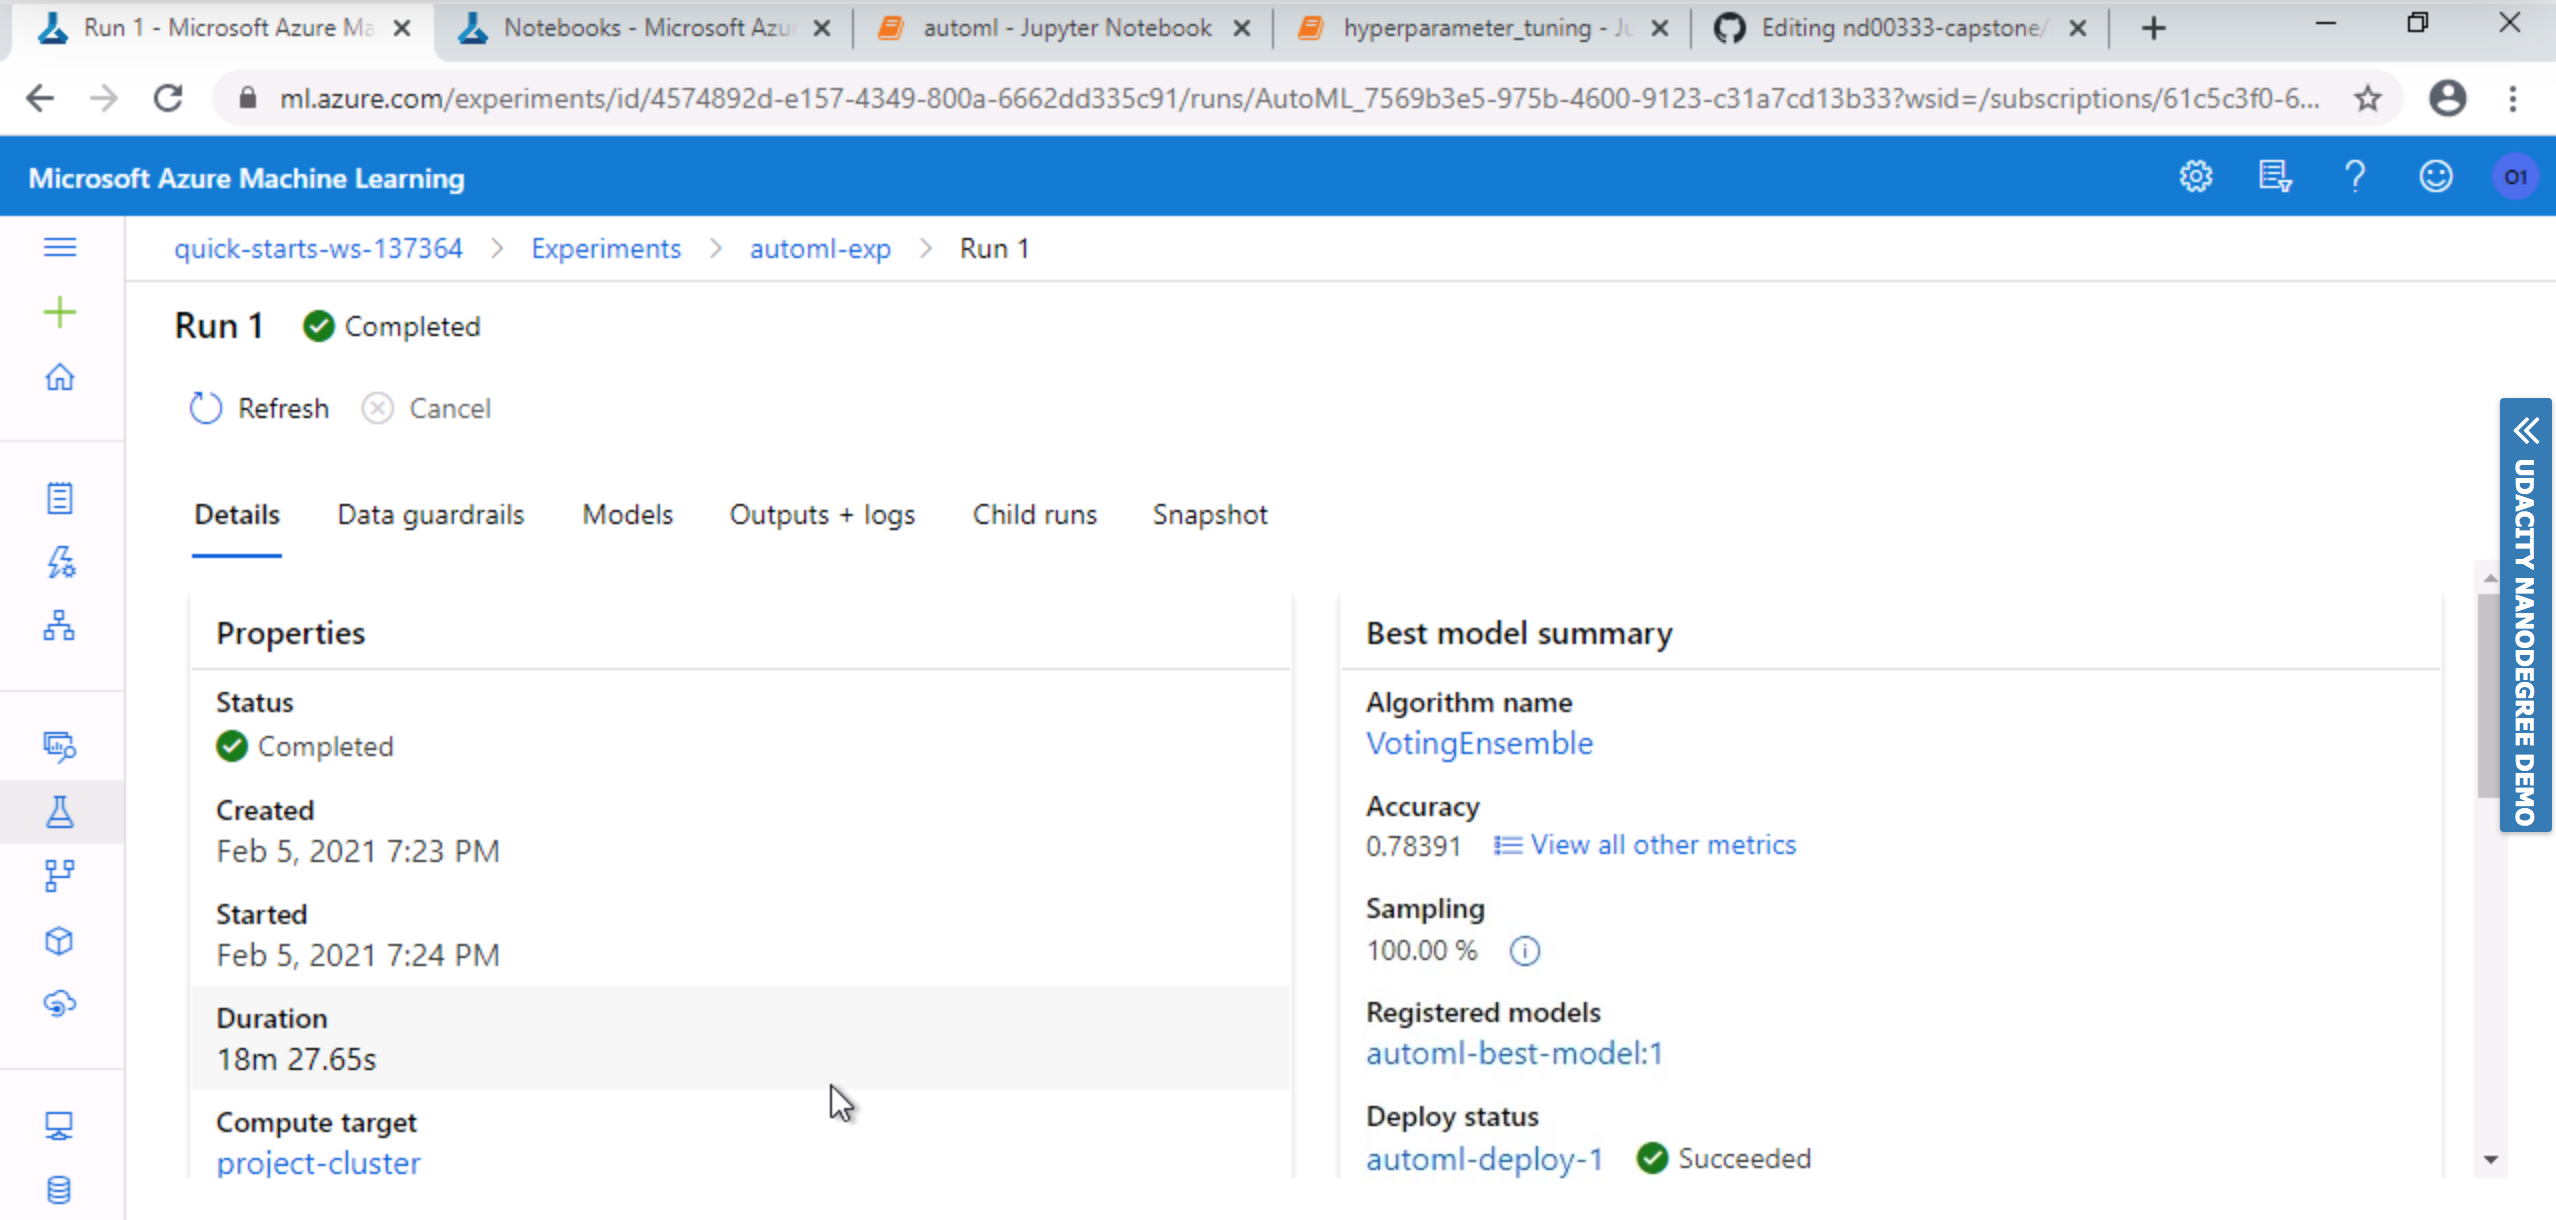 Run 1 - Microsoft Azure Ma
Notebooks - Microsoft Azur
automl - Jupyter Notebook
hyperparameter_tuning - Ju
Editing nd00333-capstone/
ml.azure.com/experiments/id/4574892d-e157-4349-800a-6662dd335c91/runs/AutoML_7569b3e5-975b-4600-9123-c31a7cd13b33?wsid=/subscriptions/61c5c3f0-6...
Microsoft Azure Machine Learning
?
01
quick-starts-ws-137364 > Experiments > automl-exp > Run 1
Run 1 Completed
Refresh Cancel
Details Data guardrails Models Outputs + logs Child runs Snapshot
Properties
Status
Completed
Created
Feb 5, 2021 7:23 PM
Started
Feb 5, 2021 7:24 PM
Duration
18m 27.65s
Compute target
project-cluster
Best model summary
Algorithm name
VotingEnsemble
Accuracy
0.78391 View all other metrics
Sampling
100.00 %
Registered models
automl-best-model:1
Deploy status
automl-deploy-1 Succeeded
UDACITY NANODEGREE DEMO